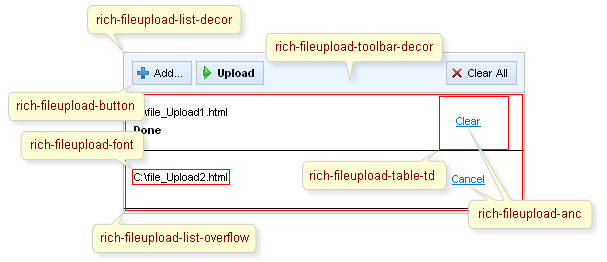 rich-fileupload-list-decor
rich-fileupload-toolbar-decor
Add... Upload Clear All
rich-fileupload-button
\file_Upload1.html
Done
Clear
rich-fileupload-font
rich-fileupload-table-td
C:\file_Upload2.html
Cancel
rich-fileupload-anc
rich-fileupload-list-overflow